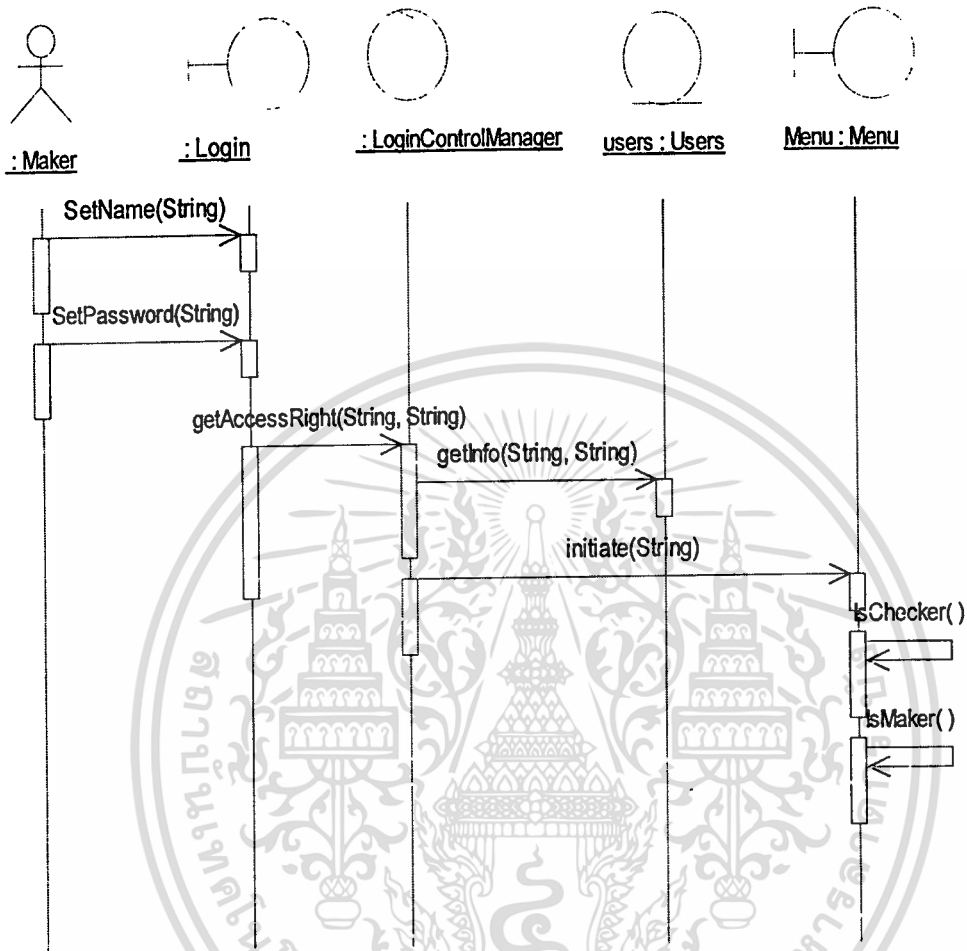 : Maker
: Login
: LoginControlManager
users : Users
Menu : Menu
SetName(String)
SetPassword(String)
getAccessRight(String, String)
getInfo(String, String)
initiate(String)
IsChecker( )
IsMaker( )